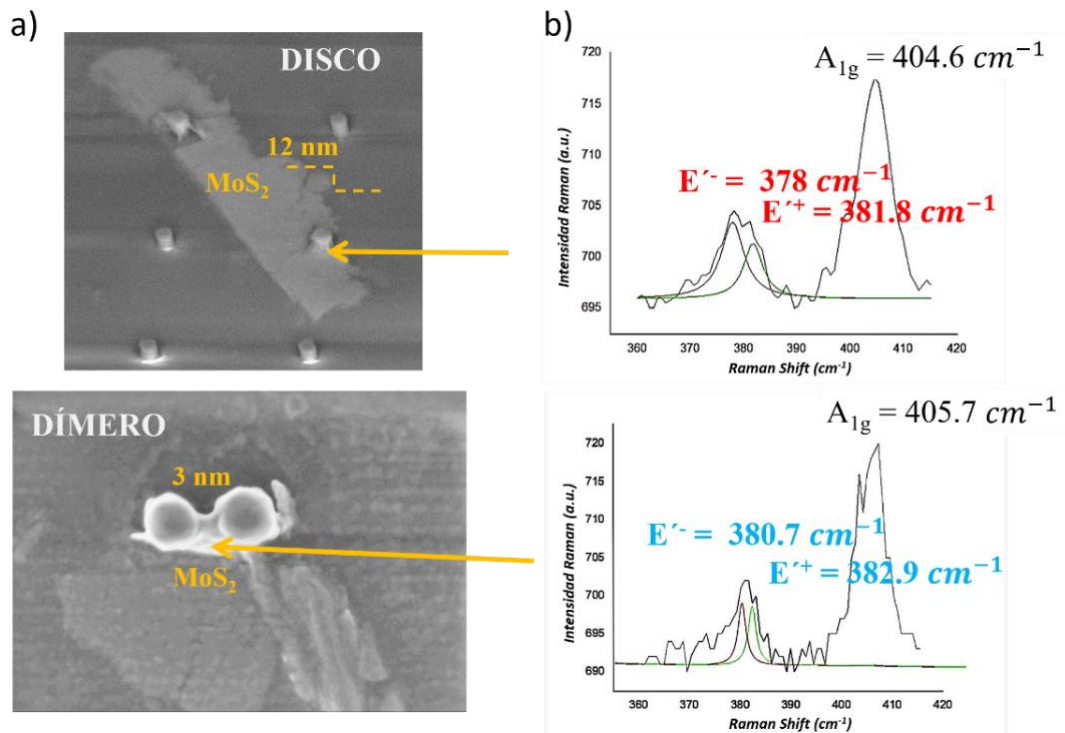 a)
DISCO
12 nm
MoS₂
b)
A₁g = 404.6 cm⁻¹
E´⁻ = 378 cm⁻¹
E´⁺ = 381.8 cm⁻¹
Intensidad Raman (a.u.)
720
715
710
705
700
695
360 370 380 390 400 410 420
Raman Shift (cm⁻¹)
DÍMERO
3 nm
MoS₂
A₁g = 405.7 cm⁻¹
E´⁻ = 380.7 cm⁻¹
E´⁺ = 382.9 cm⁻¹
Intensidad Raman (a.u.)
720
715
710
705
700
695
690
360 370 380 390 400 410 420
Raman Shift (cm⁻¹)